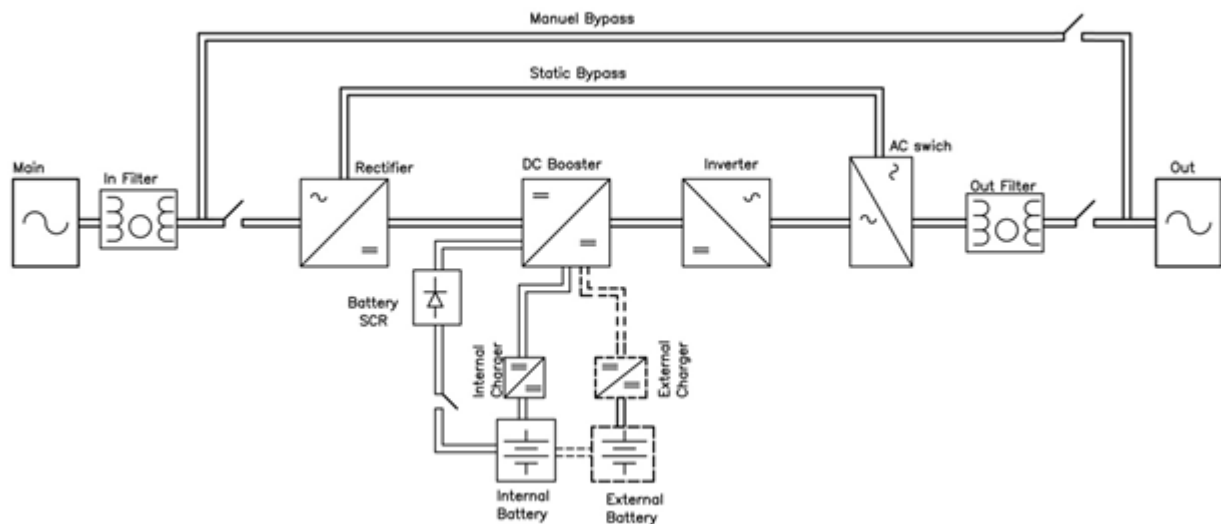 Manuel Bypass
Static Bypass
Main
In Filter
Rectifier
DC Booster
Inverter
AC swich
Out Filter
Out
Battery
SCR
Internal
Charger
External
Charger
Internal
Battery
External
Battery